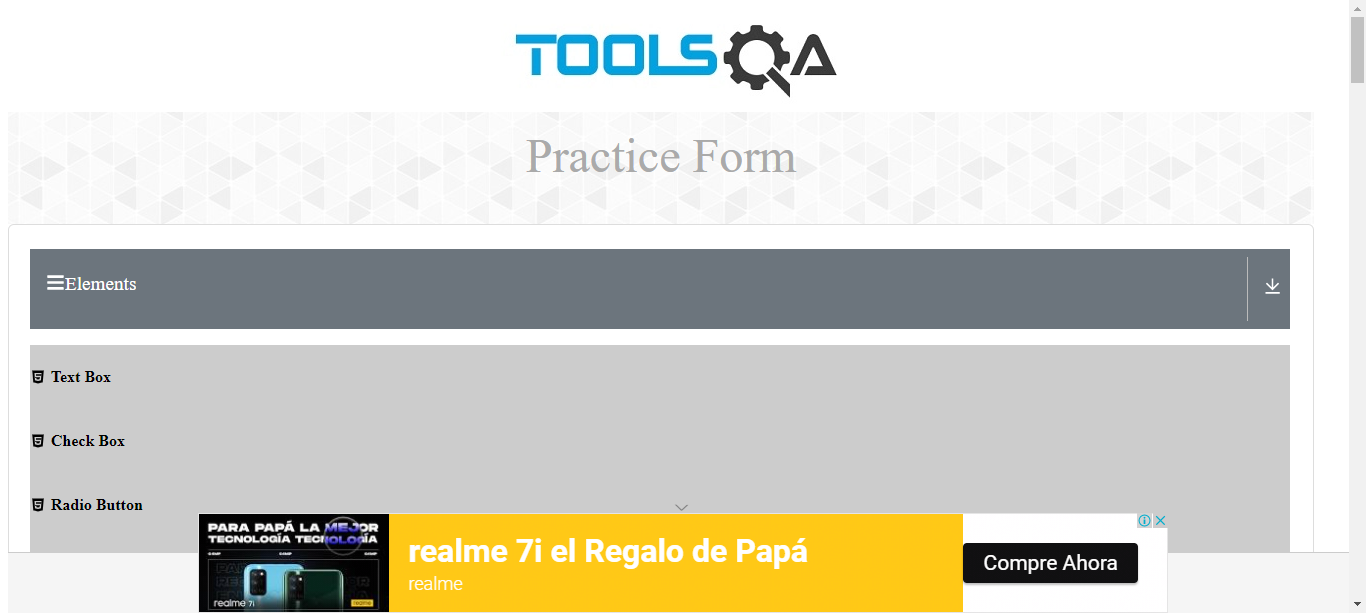 TOOLSQA
Practice Form
Elements
Text Box
Check Box
Radio Button
PARA PAPÁ LA MEJOR
TECNOLOGÍA TECNOLOGÍA
realme 7i
realme
realme 7i el Regalo de Papá
realme
Compre Ahora